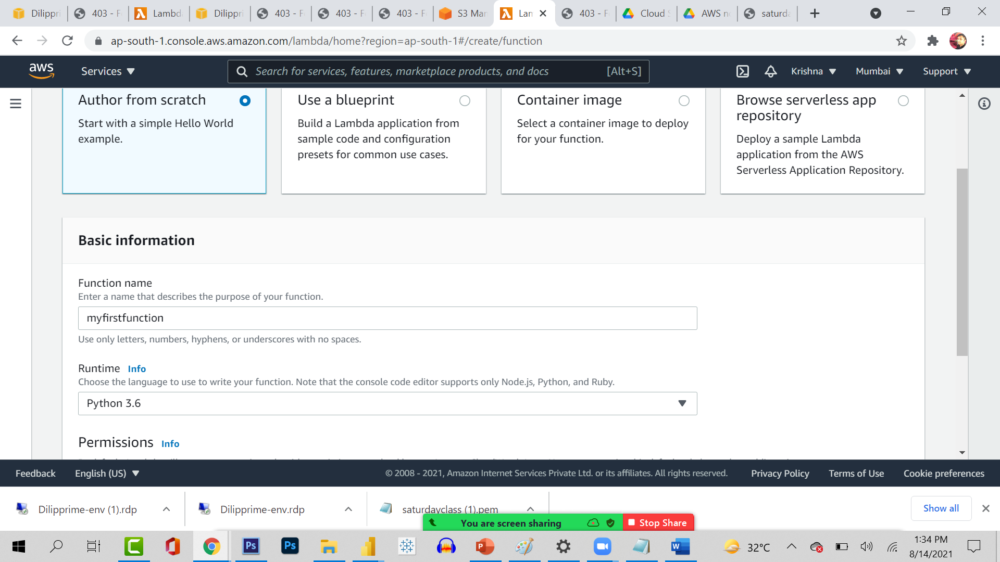 Dilippri
403 - F
Lambd
Dilippri
403 - F
403 - F
403 - F
S3 Man
Lam
403 - F
Cloud S
AWS n
saturda
ap-south-1.console.aws.amazon.com/lambda/home?region=ap-south-1#/create/function
aws
Services
Search for services, features, marketplace products, and docs
[Alt+S]
Krishna
Mumbai
Support
Author from scratch
Start with a simple Hello World
example.
Use a blueprint
Build a Lambda application from
sample code and configuration
presets for common use cases.
Container image
Select a container image to deploy
for your function.
Browse serverless app
repository
Deploy a sample Lambda
application from the AWS
Serverless Application Repository.
Basic information
Function name
Enter a name that describes the purpose of your function.
myfirstfunction
Use only letters, numbers, hyphens, or underscores with no spaces.
Runtime Info
Choose the language to use to write your function. Note that the console code editor supports only Node.js, Python, and Ruby.
Python 3.6
Permissions Info
Feedback
English (US)
© 2008 - 2021, Amazon Internet Services Private Ltd. or its affiliates. All rights reserved.
Privacy Policy
Terms of Use
Cookie preferences
Dilipprime-env (1).rdp
Dilipprime-env.rdp
saturdayclass (1).pem
Show all
You are screen sharing
Stop Share
Ps
Ps
P
W
32°C
1:34 PM
8/14/2021